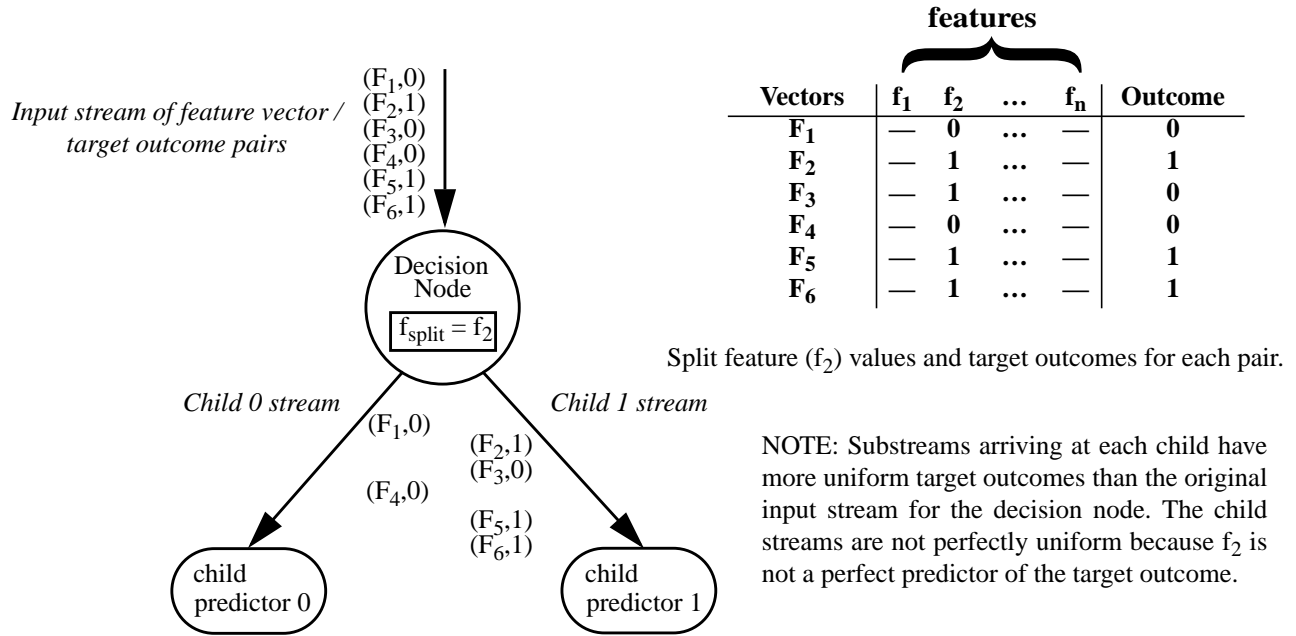 Input stream of feature vector /
target outcome pairs
(F1,0)
(F2,1)
(F3,0)
(F4,0)
(F5,1)
(F6,1)
Decision
Node
fsplit = f2
Child 0 stream
Child 1 stream
(F1,0)
(F4,0)
(F2,1)
(F3,0)
(F5,1)
(F6,1)
child
predictor 0
child
predictor 1
features
Vectors f1 f2 ... fn Outcome
F1 — 0 ... — 0
F2 — 1 ... — 1
F3 — 1 ... — 0
F4 — 0 ... — 0
F5 — 1 ... — 1
F6 — 1 ... — 1
Split feature (f2) values and target outcomes for each pair.
NOTE: Substreams arriving at each child have
more uniform target outcomes than the original
input stream for the decision node. The child
streams are not perfectly uniform because f2 is
not a perfect predictor of the target outcome.